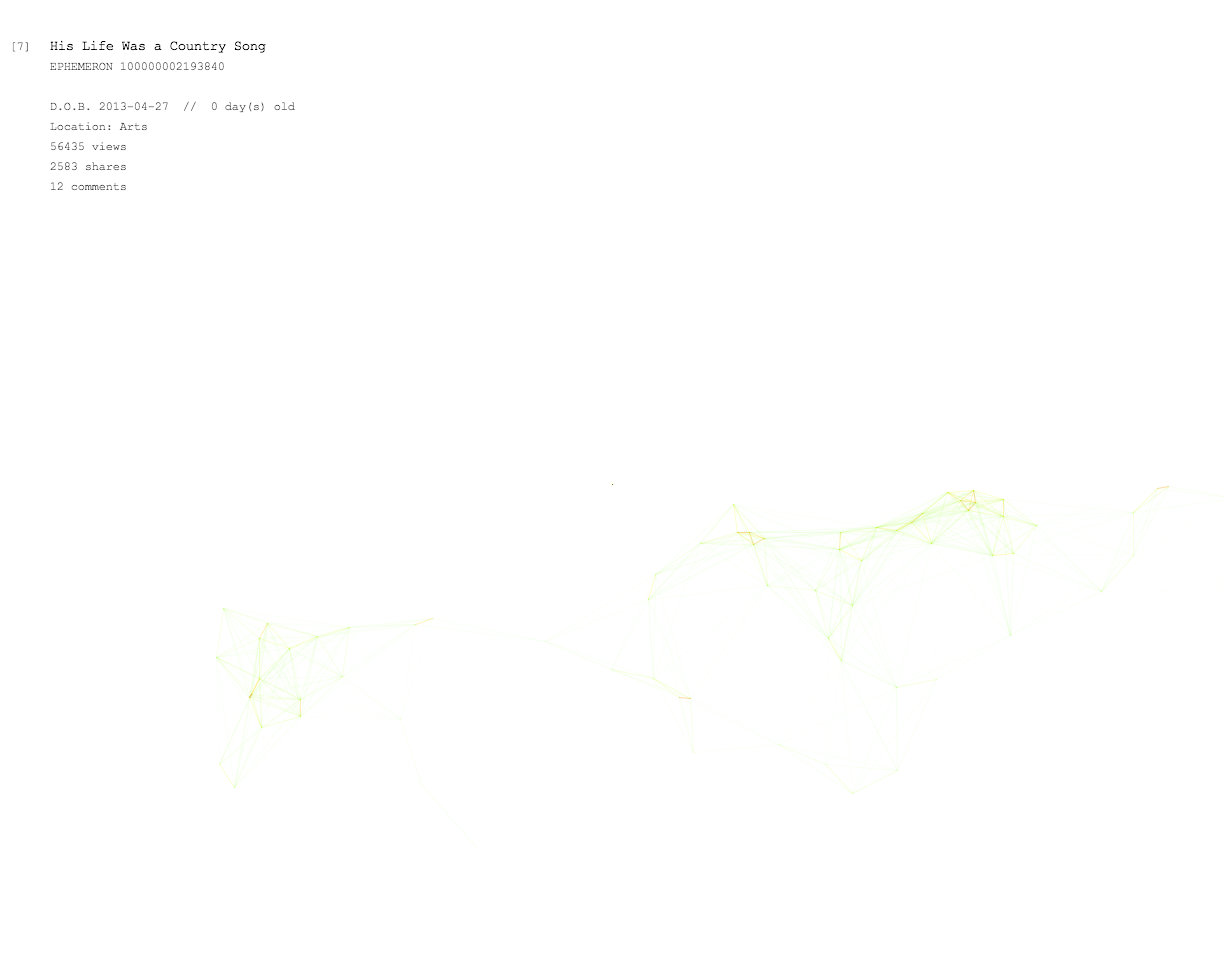 [7] His Life Was a Country Song
EPHEMERON 100000002193840
D.O.B. 2013-04-27 // 0 day(s) old
Location: Arts
56435 views
2583 shares
12 comments